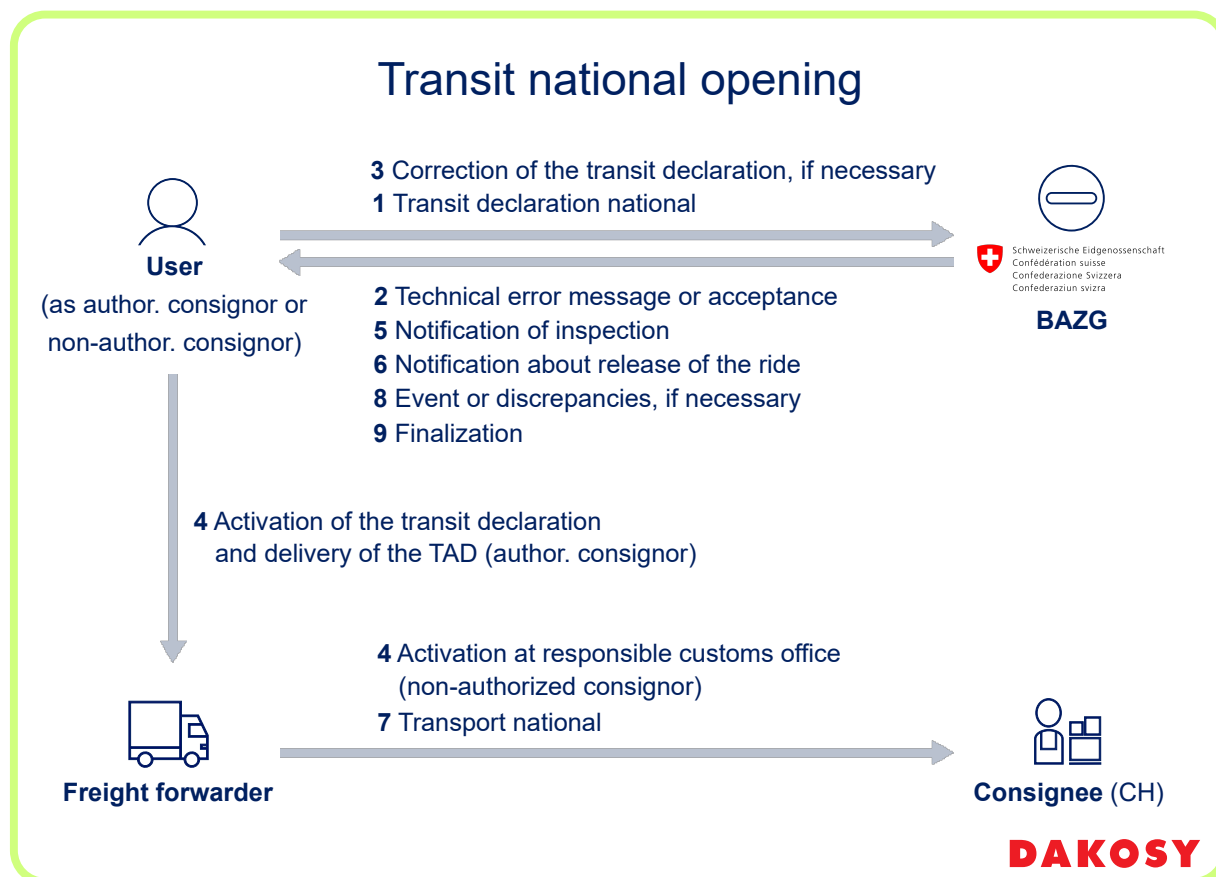 Transit national opening
3 Correction of the transit declaration, if necessary
1 Transit declaration national
User
(as author. consignor or
non-author. consignor)
Schweizerische Eidgenossenschaft
Confédération suisse
Confederazione Svizzera
Confederaziun svizra
BAZG
2 Technical error message or acceptance
5 Notification of inspection
6 Notification about release of the ride
8 Event or discrepancies, if necessary
9 Finalization
4 Activation of the transit declaration
and delivery of the TAD (author. consignor)
4 Activation at responsible customs office
(non-authorized consignor)
7 Transport national
Freight forwarder
Consignee (CH)
DAKOSY